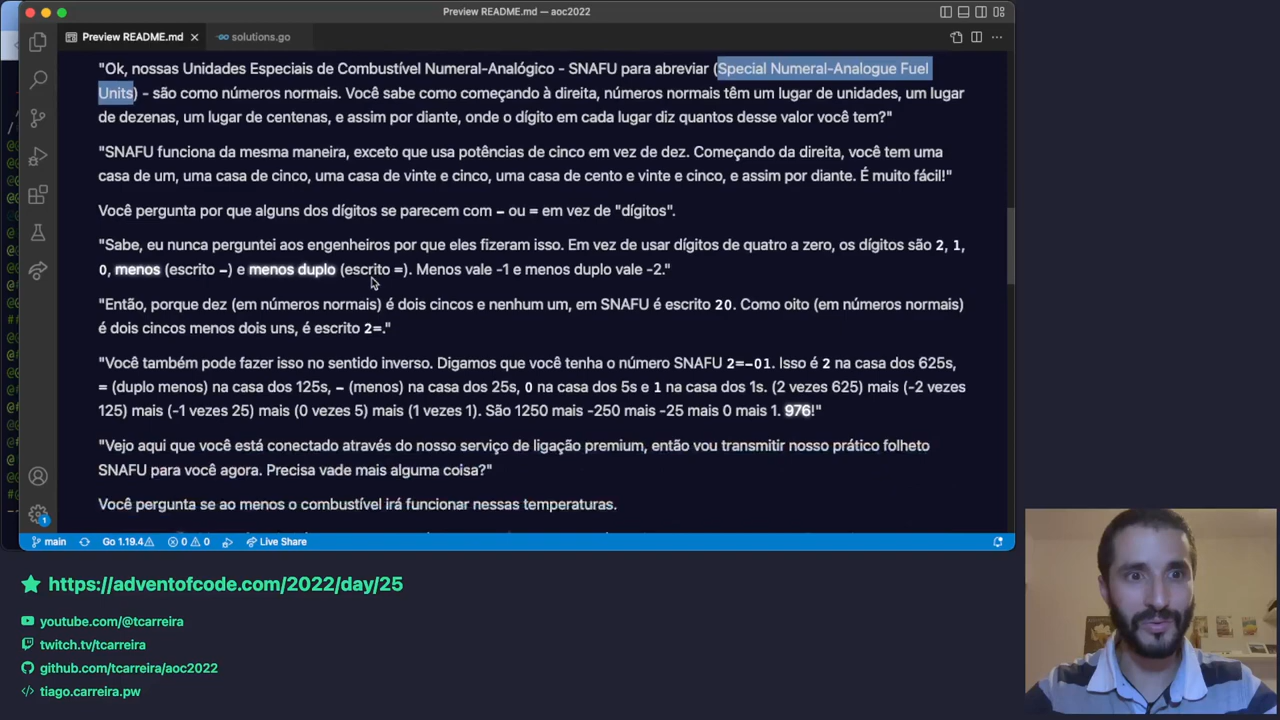 Preview README.md — aoc2022
Preview README.md
solutions.go
"Ok, nossas Unidades Especiais de Combustível Numeral-Analógico - SNAFU para abreviar (Special Numeral-Analogue Fuel
Units) - são como números normais. Você sabe como começando à direita, números normais têm um lugar de unidades, um lugar
de dezenas, um lugar de centenas, e assim por diante, onde o dígito em cada lugar diz quantos desse valor você tem?"
"SNAFU funciona da mesma maneira, exceto que usa potências de cinco em vez de dez. Começando da direita, você tem uma
casa de um, uma casa de cinco, uma casa de vinte e cinco, uma casa de cento e vinte e cinco, e assim por diante. É muito fácil!"
Você pergunta por que alguns dos dígitos se parecem com - ou = em vez de "dígitos".
"Sabe, eu nunca perguntei aos engenheiros por que eles fizeram isso. Em vez de usar dígitos de quatro a zero, os dígitos são 2, 1,
0, menos (escrito -) e menos duplo (escrito =). Menos vale -1 e menos duplo vale -2."
"Então, porque dez (em números normais) é dois cincos e nenhum um, em SNAFU é escrito 20. Como oito (em números normais)
é dois cincos menos dois uns, é escrito 2=."
"Você também pode fazer isso no sentido inverso. Digamos que você tenha o número SNAFU 2=-01. Isso é 2 na casa dos 625s,
= (duplo menos) na casa dos 125s, - (menos) na casa dos 25s, 0 na casa dos 5s e 1 na casa dos 1s. (2 vezes 625) mais (-2 vezes
125) mais (-1 vezes 25) mais (0 vezes 5) mais (1 vezes 1). São 1250 mais -250 mais -25 mais 0 mais 1. 976!"
"Vejo aqui que você está conectado através do nosso serviço de ligação premium, então vou transmitir nosso prático folheto
SNAFU para você agora. Precisa vade mais alguma coisa?"
Você pergunta se ao menos o combustível irá funcionar nessas temperaturas.
1
main Go 1.19.4 0 0 Live Share
https://adventofcode.com/2022/day/25
youtube.com/@tcarreira
twitch.tv/tcarreira
github.com/tcarreira/aoc2022
tiago.carreira.pw